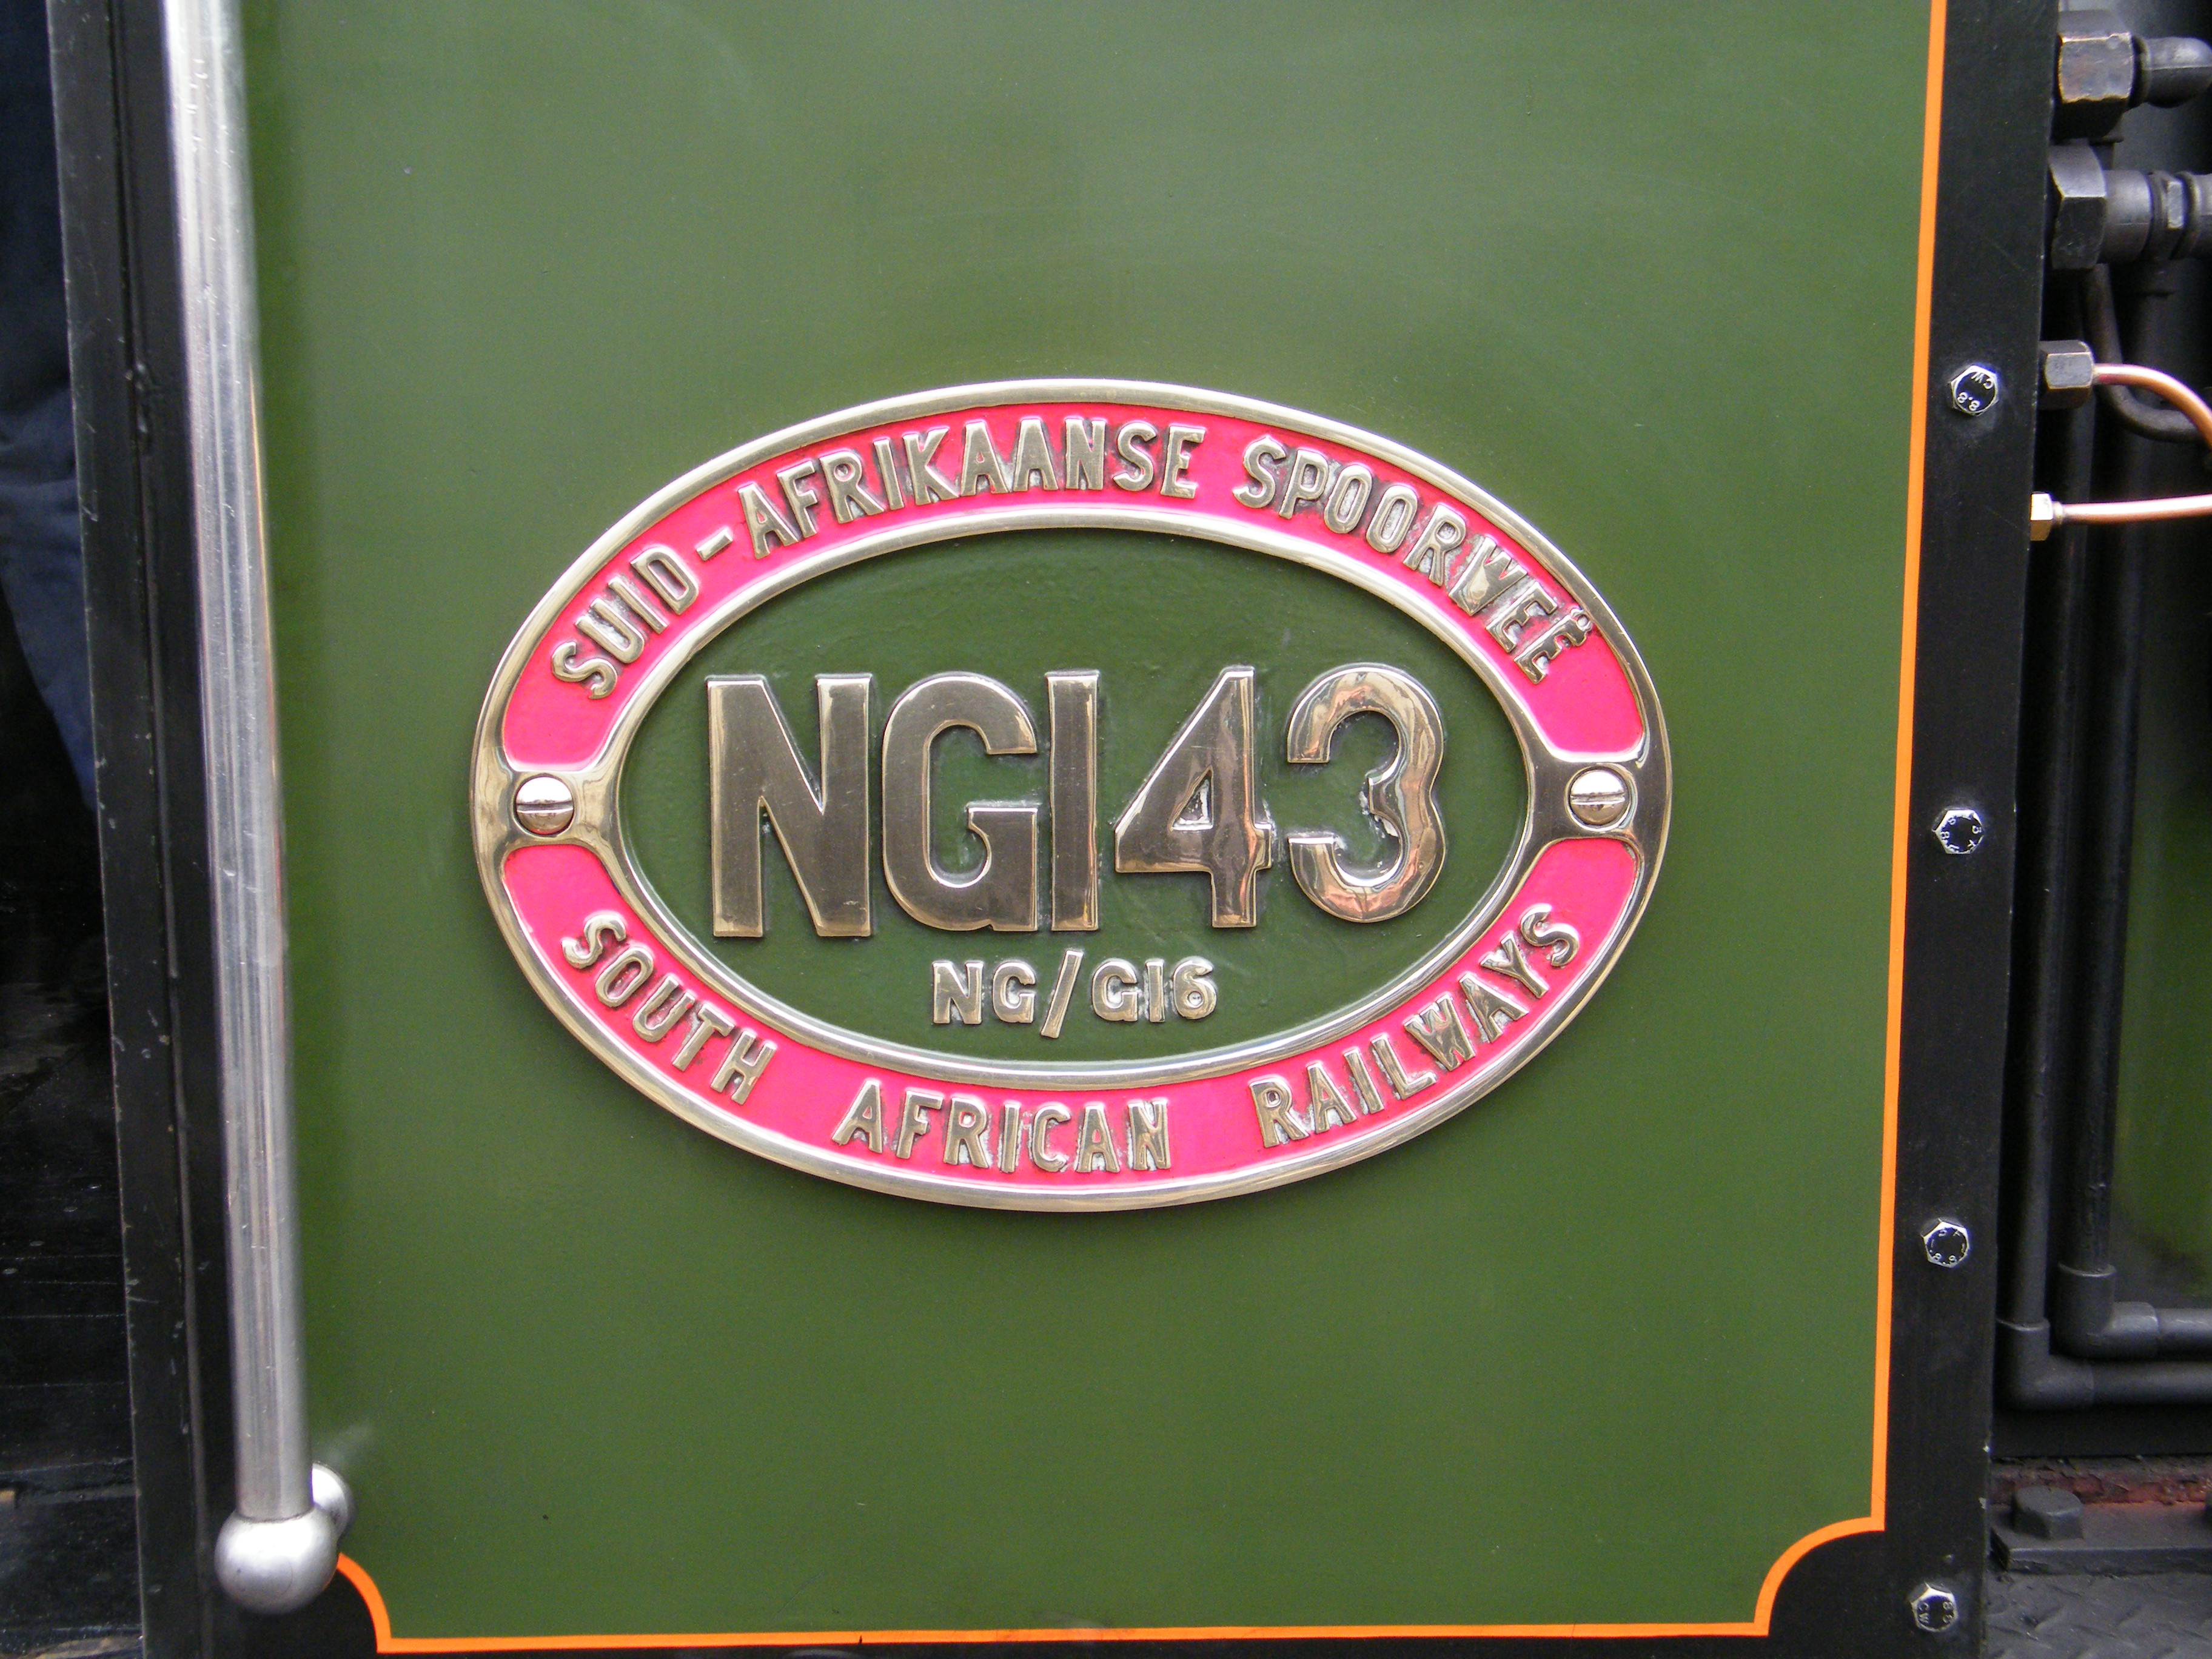 SUID-AFRIKAANSE SPOORWEË
NG143
NG/G16
SOUTH AFRICAN RAILWAYS